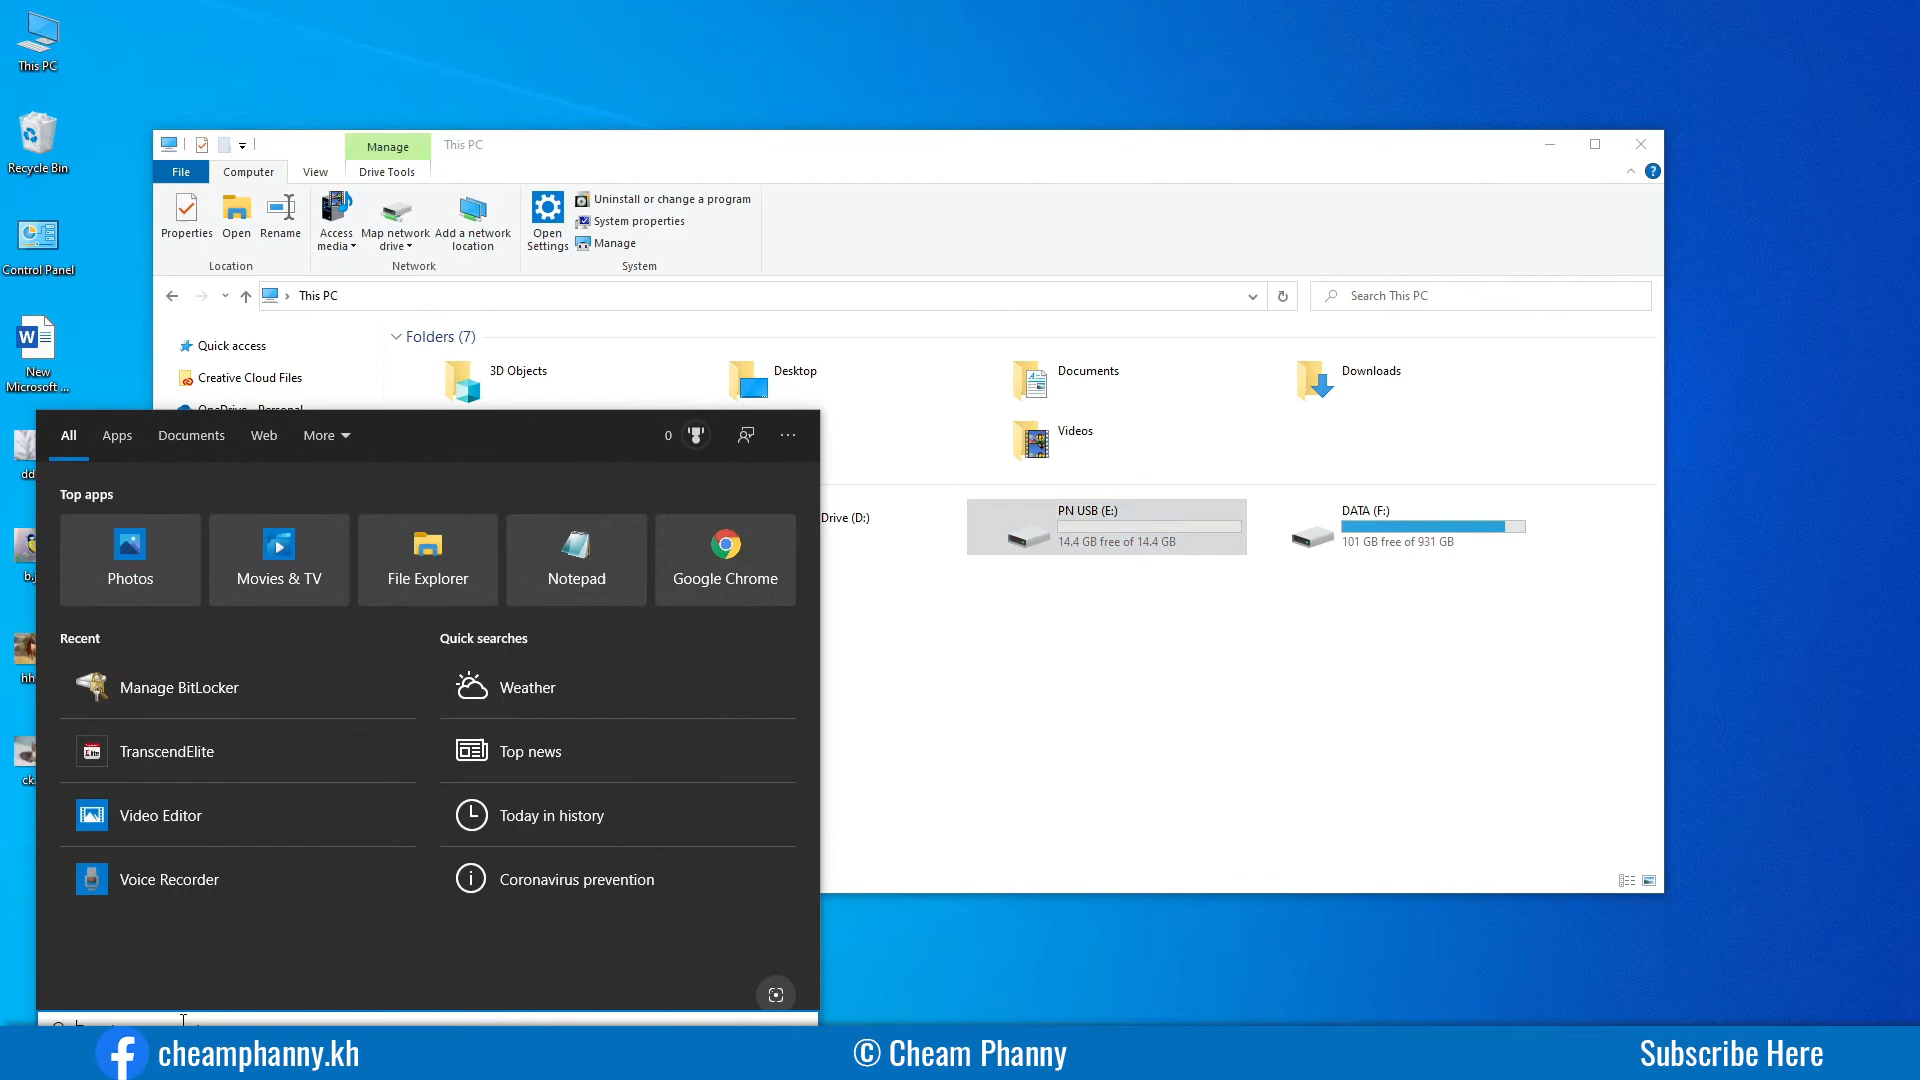 This PC
Recycle Bin
Control Panel
New
Microsoft ...
Manage
This PC
File
Computer
View
Drive Tools
Properties
Open
Rename
Access
media
Map network
drive
Add a network
location
Open
Settings
Uninstall or change a program
System properties
Manage
Location
Network
System
This PC
Search This PC
Quick access
Creative Cloud Files
Folders (7)
3D Objects
Desktop
Documents
Downloads
Videos
Drive (D:)
PN USB (E:)
14.4 GB free of 14.4 GB
DATA (F:)
101 GB free of 931 GB
All
Apps
Documents
Web
More
0
Top apps
Photos
Movies & TV
File Explorer
Notepad
Google Chrome
Recent
Quick searches
Manage BitLocker
Weather
TranscendElite
Top news
Video Editor
Today in history
Voice Recorder
Coronavirus prevention
cheamphanny.kh
© Cheam Phanny
Subscribe Here